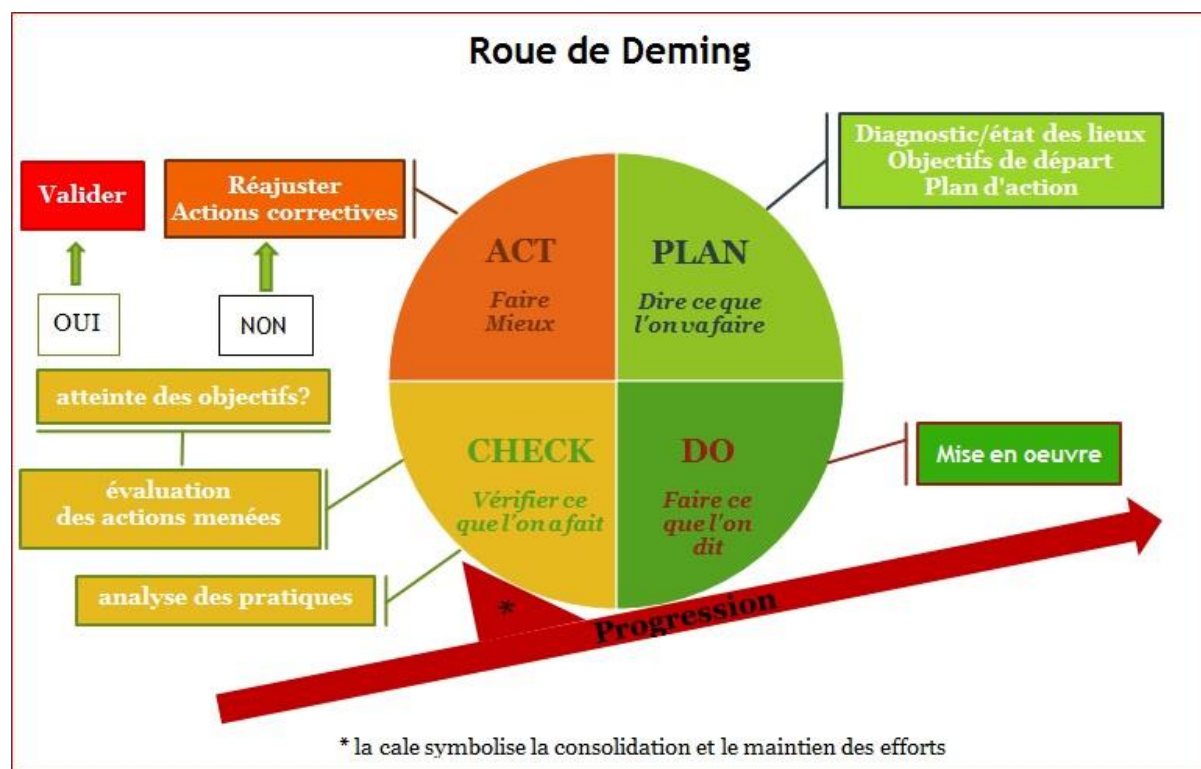 Roue de Deming
Diagnostic/état des lieux
Objectifs de départ
Plan d'action
Valider
Réajuster
Actions correctives
OUI
NON
ACT
Faire
Mieux
PLAN
Dire ce que
l'on va faire
atteinte des objectifs?
évaluation
des actions menées
analyse des pratiques
CHECK
Vérifier ce
que l'on a fait
DO
Faire ce
que l'on
dit
Mise en oeuvre
*
Progression
* la cale symbolise la consolidation et le maintien des efforts